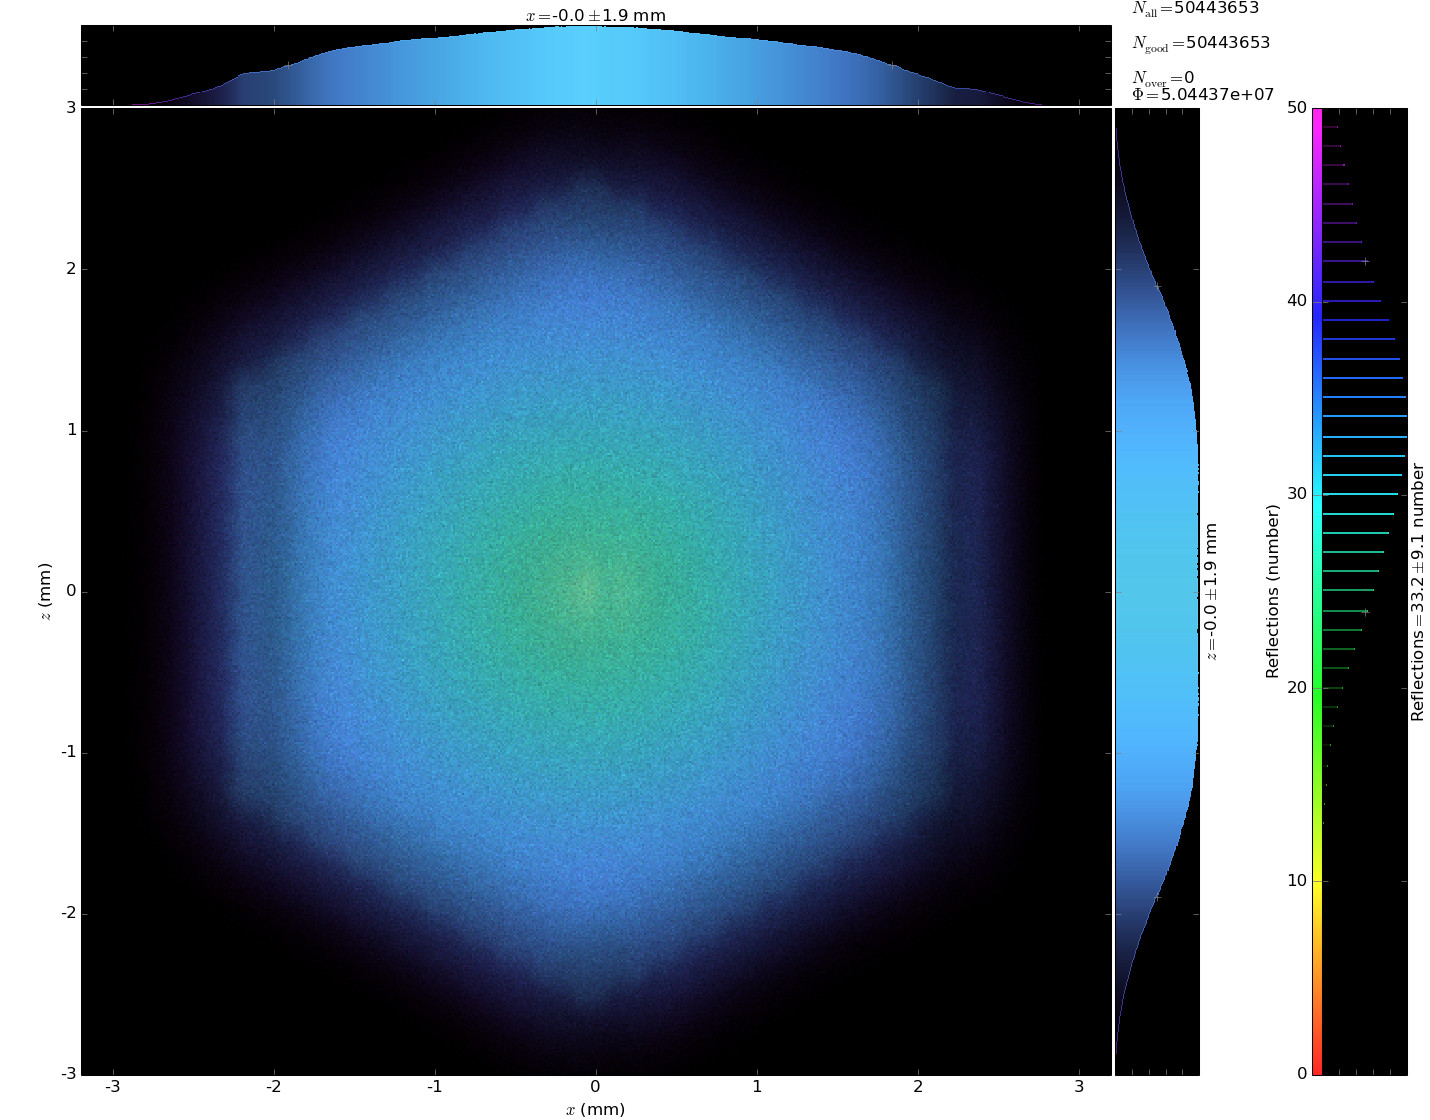 x=-0.0 ±1.9 mm
N_all=50443653
N_good=50443653
N_over=0
Φ=5.04437e+07
3
2
1
0
-1
-2
-3
z (mm)
-3
-2
-1
0
1
2
3
x (mm)
z=-0.0 ±1.9 mm
Reflections (number)
50
40
30
20
10
0
Reflections=33.2±9.1 number